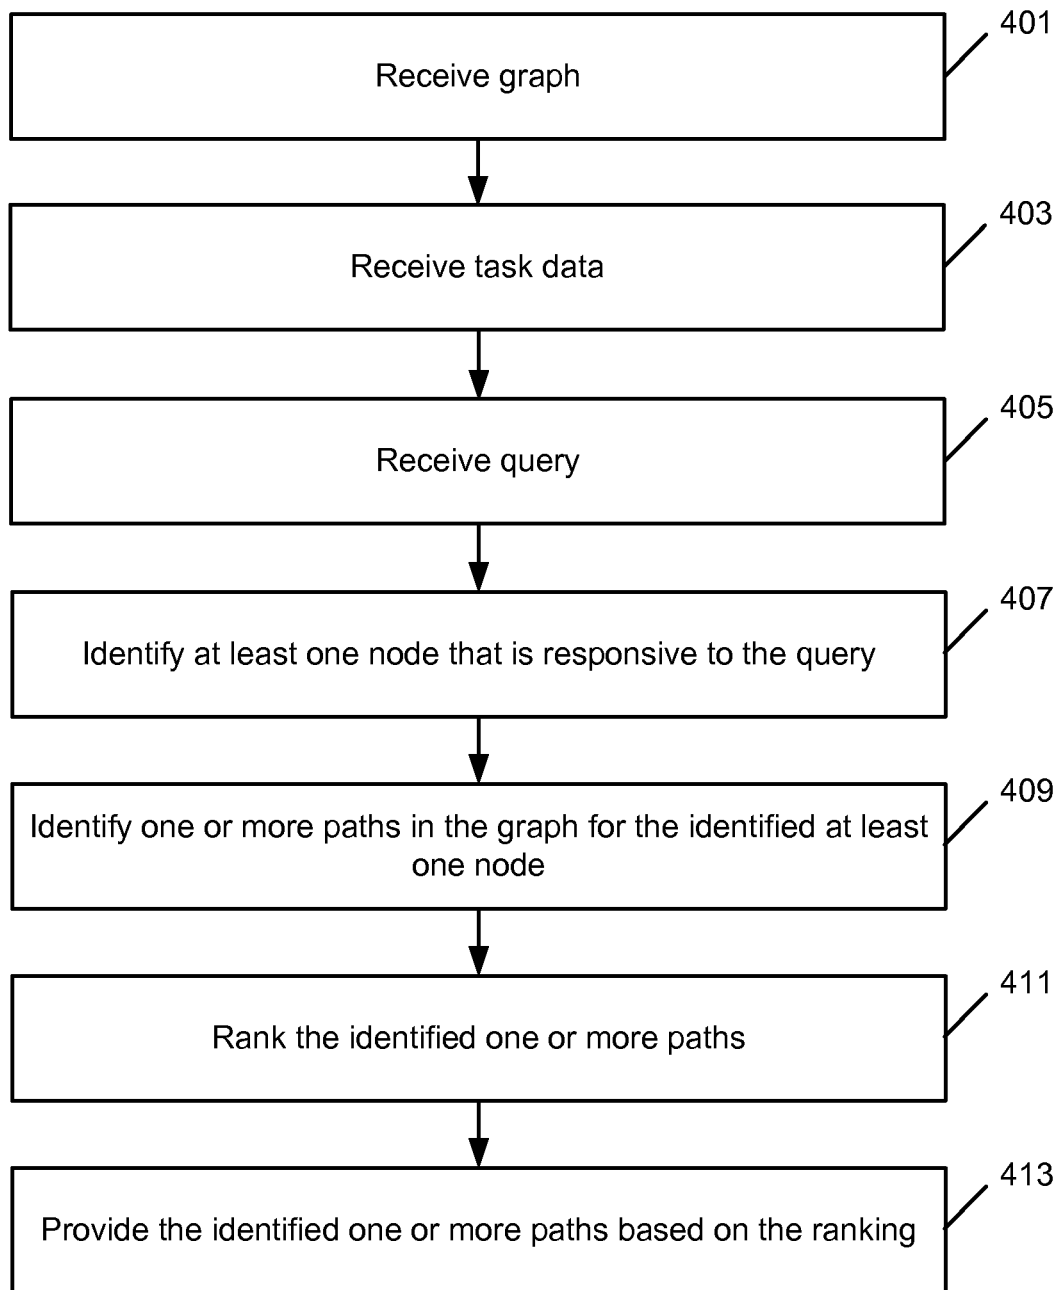 401
Receive graph
403
Receive task data
405
Receive query
407
Identify at least one node that is responsive to the query
409
Identify one or more paths in the graph for the identified at least
one node
411
Rank the identified one or more paths
413
Provide the identified one or more paths based on the ranking